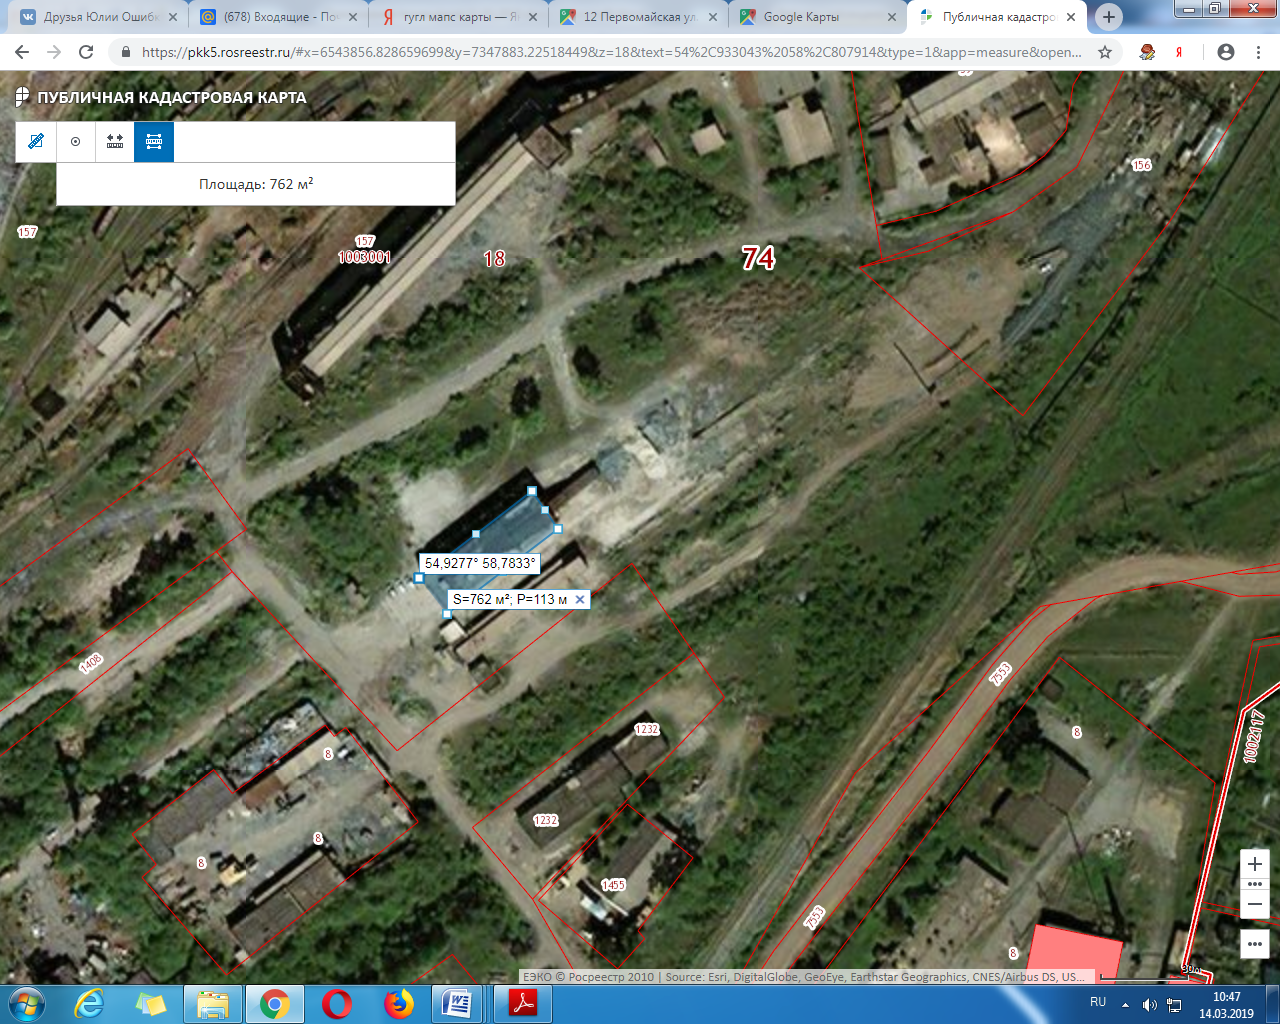 Друзья Юлии Ошибк
(678) Входящие - По
гугл мапс карты — Я
12 Первомайская ул.
Google Карты
Публичная кадастро
https://pkk5.rosreestr.ru/#x=6543856.828659699&y=7347883.22518449&z=18&text=54%2C933043%2058%2C807914&type=1&app=measure&open...
ПУБЛИЧНАЯ КАДАСТРОВАЯ КАРТА
Площадь: 762 м²
156
157
157
1003001
18
74
54,9277° 58,7833°
S=762 м²; P=113 м
1408
7553
1002117
1232
8
8
1232
8
8
1455
7553
8
30м
ЕЭКО © Росреестр 2010 | Source: Esri, DigitalGlobe, GeoEye, Earthstar Geographics, CNES/Airbus DS, US...
RU
10:47
14.03.2019